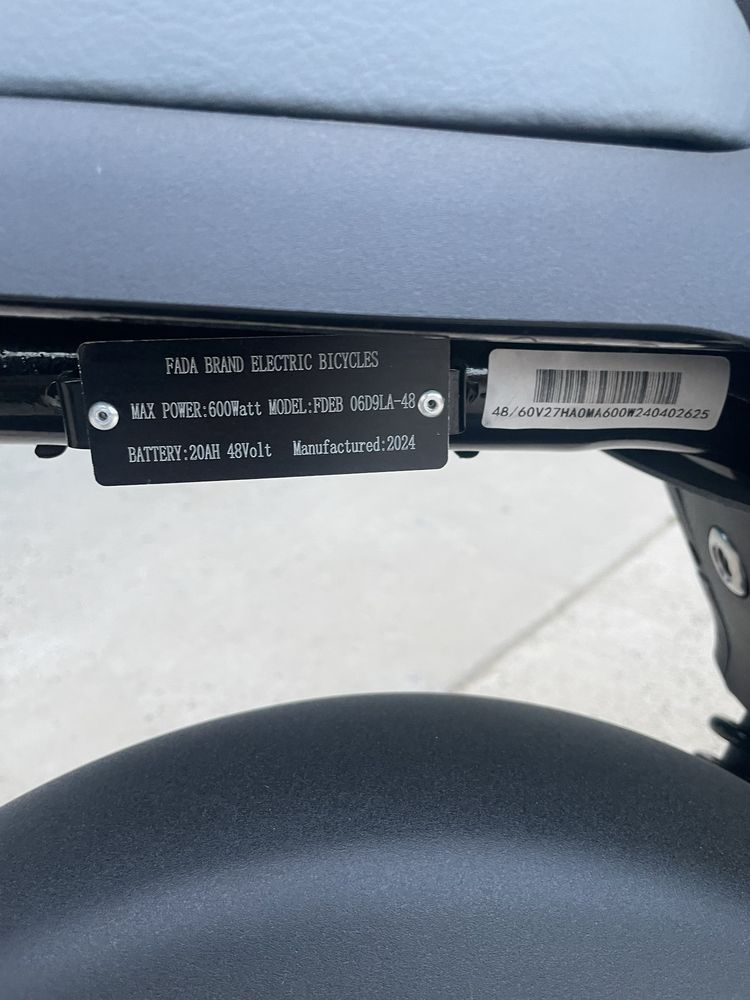 FADA BRAND ELECTRIC BICYCLES
MAX POWER:600Watt MODEL:FDEB 06D9LA-48
BATTERY:20AH 48Volt Manufactured:2024
48/60V27HA0MA600W240402625